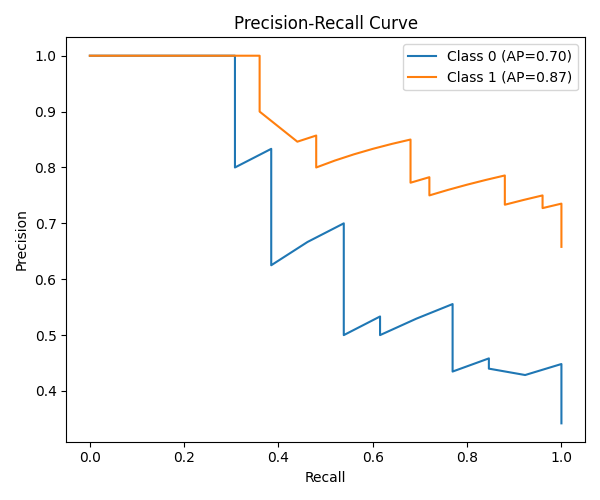 Precision-Recall Curve
Class 0 (AP=0.70)
Class 1 (AP=0.87)
1.0
0.9
0.8
0.7
0.6
0.5
0.4
Precision
0.0 0.2 0.4 0.6 0.8 1.0
Recall